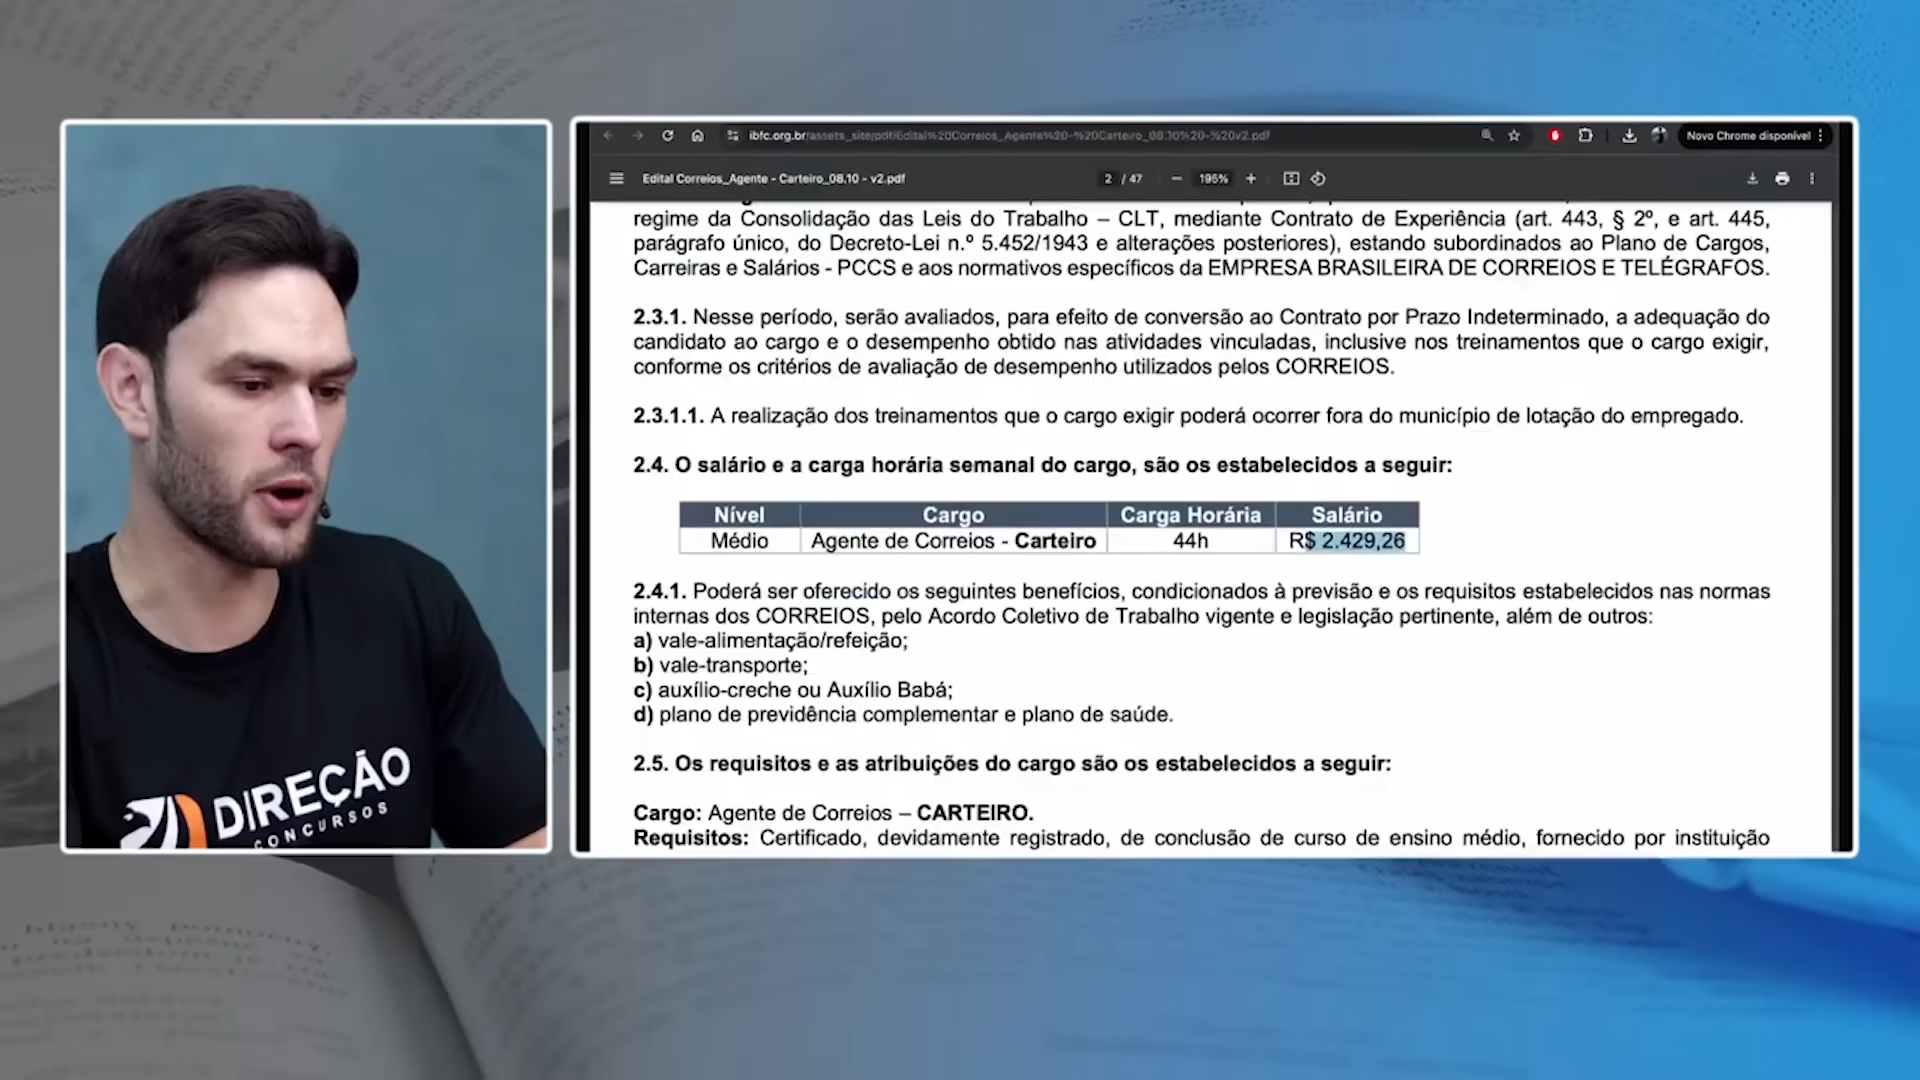 ibfc.org.br/assets_site/pdf/Edital%20Correios_Agente%20-%20Carteiro_08.10%20-%20v2.pdf
Novo Chrome disponível
Edital Correios_Agente - Carteiro_08.10 - v2.pdf
2 / 47
195%
regime da Consolidação das Leis do Trabalho – CLT, mediante Contrato de Experiência (art. 443, § 2º, e art. 445,
parágrafo único, do Decreto-Lei n.º 5.452/1943 e alterações posteriores), estando subordinados ao Plano de Cargos,
Carreiras e Salários - PCCS e aos normativos específicos da EMPRESA BRASILEIRA DE CORREIOS E TELÉGRAFOS.
2.3.1. Nesse período, serão avaliados, para efeito de conversão ao Contrato por Prazo Indeterminado, a adequação do
candidato ao cargo e o desempenho obtido nas atividades vinculadas, inclusive nos treinamentos que o cargo exigir,
conforme os critérios de avaliação de desempenho utilizados pelos CORREIOS.
2.3.1.1. A realização dos treinamentos que o cargo exigir poderá ocorrer fora do município de lotação do empregado.
2.4. O salário e a carga horária semanal do cargo, são os estabelecidos a seguir:
Nível Cargo Carga Horária Salário
Médio Agente de Correios - Carteiro 44h R$ 2.429,26
2.4.1. Poderá ser oferecido os seguintes benefícios, condicionados à previsão e os requisitos estabelecidos nas normas
internas dos CORREIOS, pelo Acordo Coletivo de Trabalho vigente e legislação pertinente, além de outros:
a) vale-alimentação/refeição;
b) vale-transporte;
c) auxílio-creche ou Auxílio Babá;
d) plano de previdência complementar e plano de saúde.
2.5. Os requisitos e as atribuições do cargo são os estabelecidos a seguir:
Cargo: Agente de Correios – CARTEIRO.
Requisitos: Certificado, devidamente registrado, de conclusão de curso de ensino médio, fornecido por instituição
DIREÇÃO
CONCURSOS